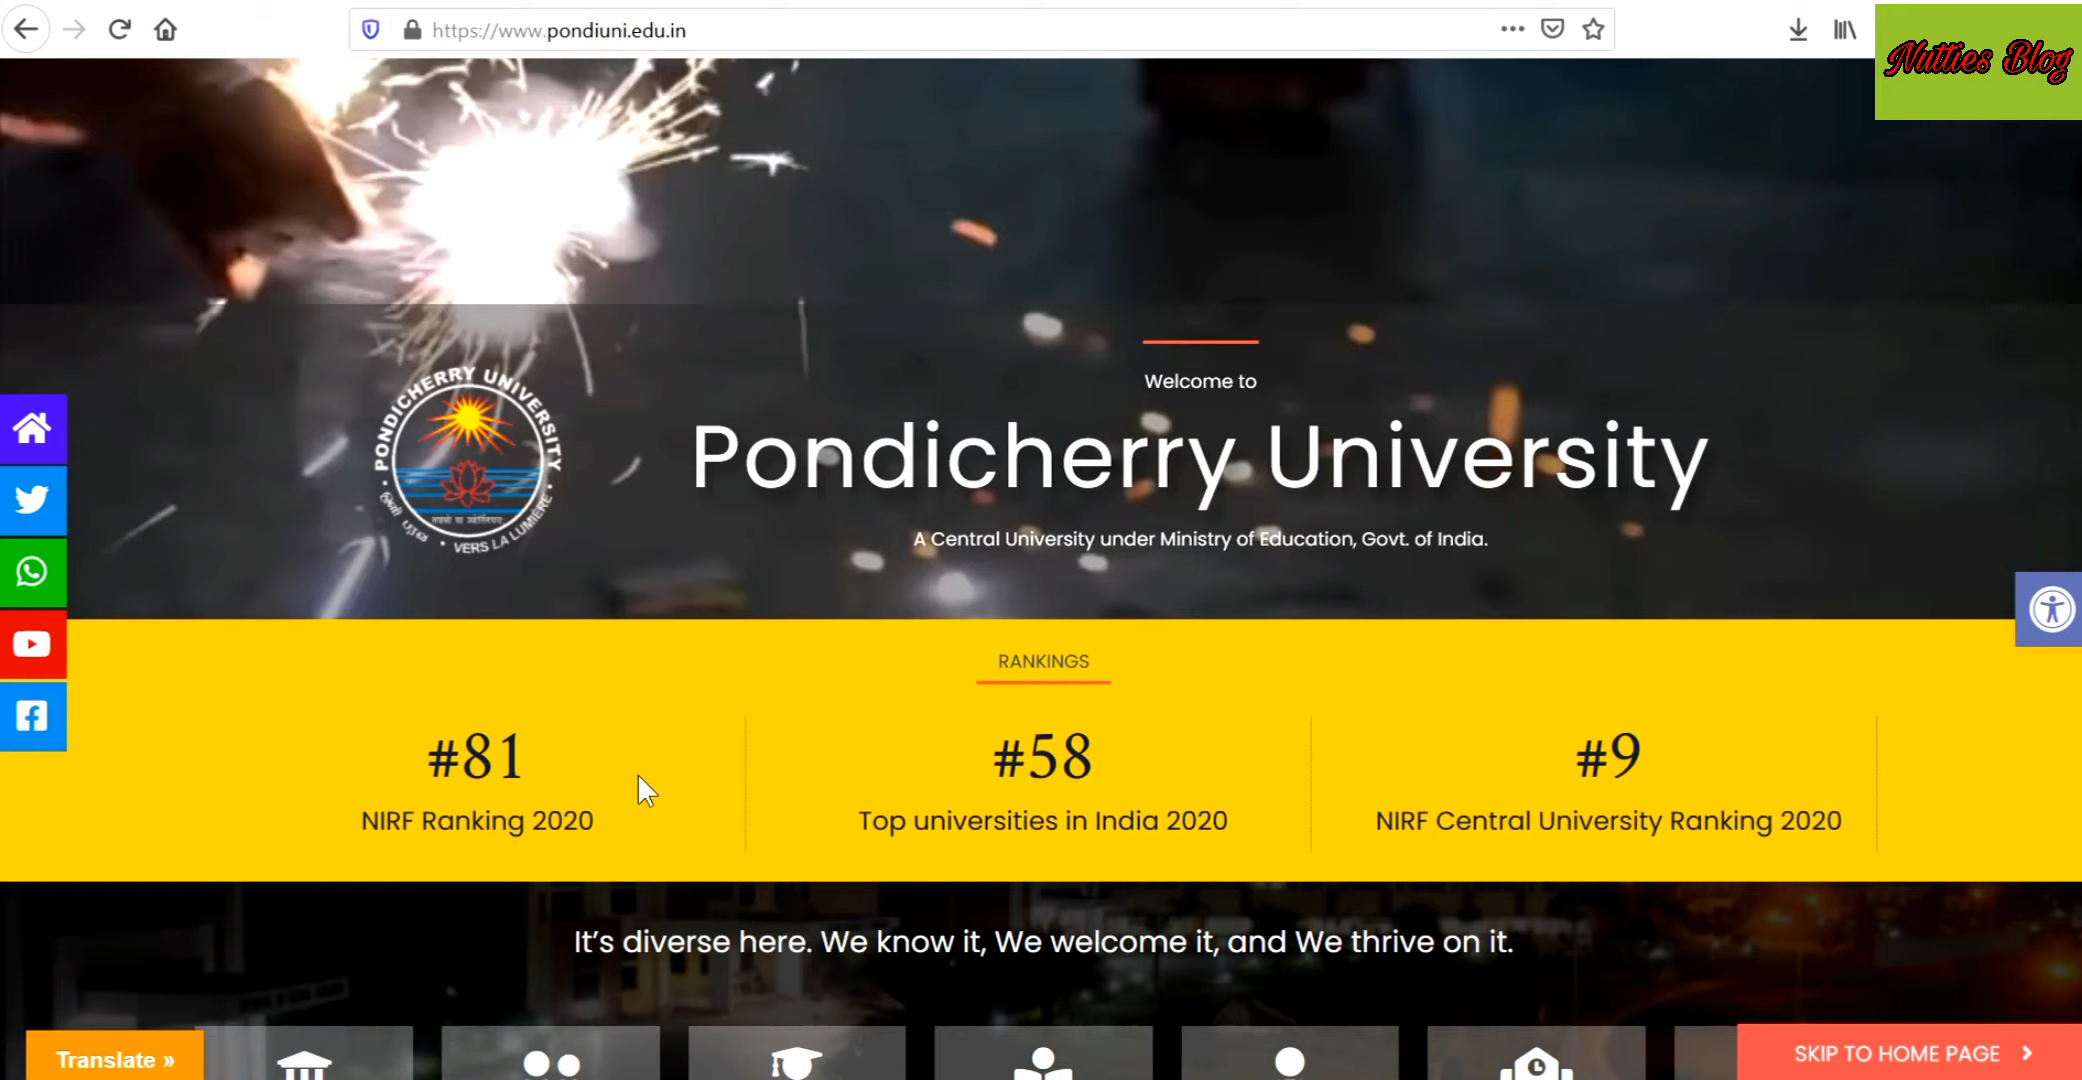 https://www.pondiuni.edu.in
Nutties Blog
Welcome to
Pondicherry University
A Central University under Ministry of Education, Govt. of India.
PONDICHERRY UNIVERSITY
VERS LA LUMIERE
RANKINGS
#81
NIRF Ranking 2020
#58
Top universities in India 2020
#9
NIRF Central University Ranking 2020
It's diverse here. We know it, We welcome it, and We thrive on it.
Translate »
SKIP TO HOME PAGE